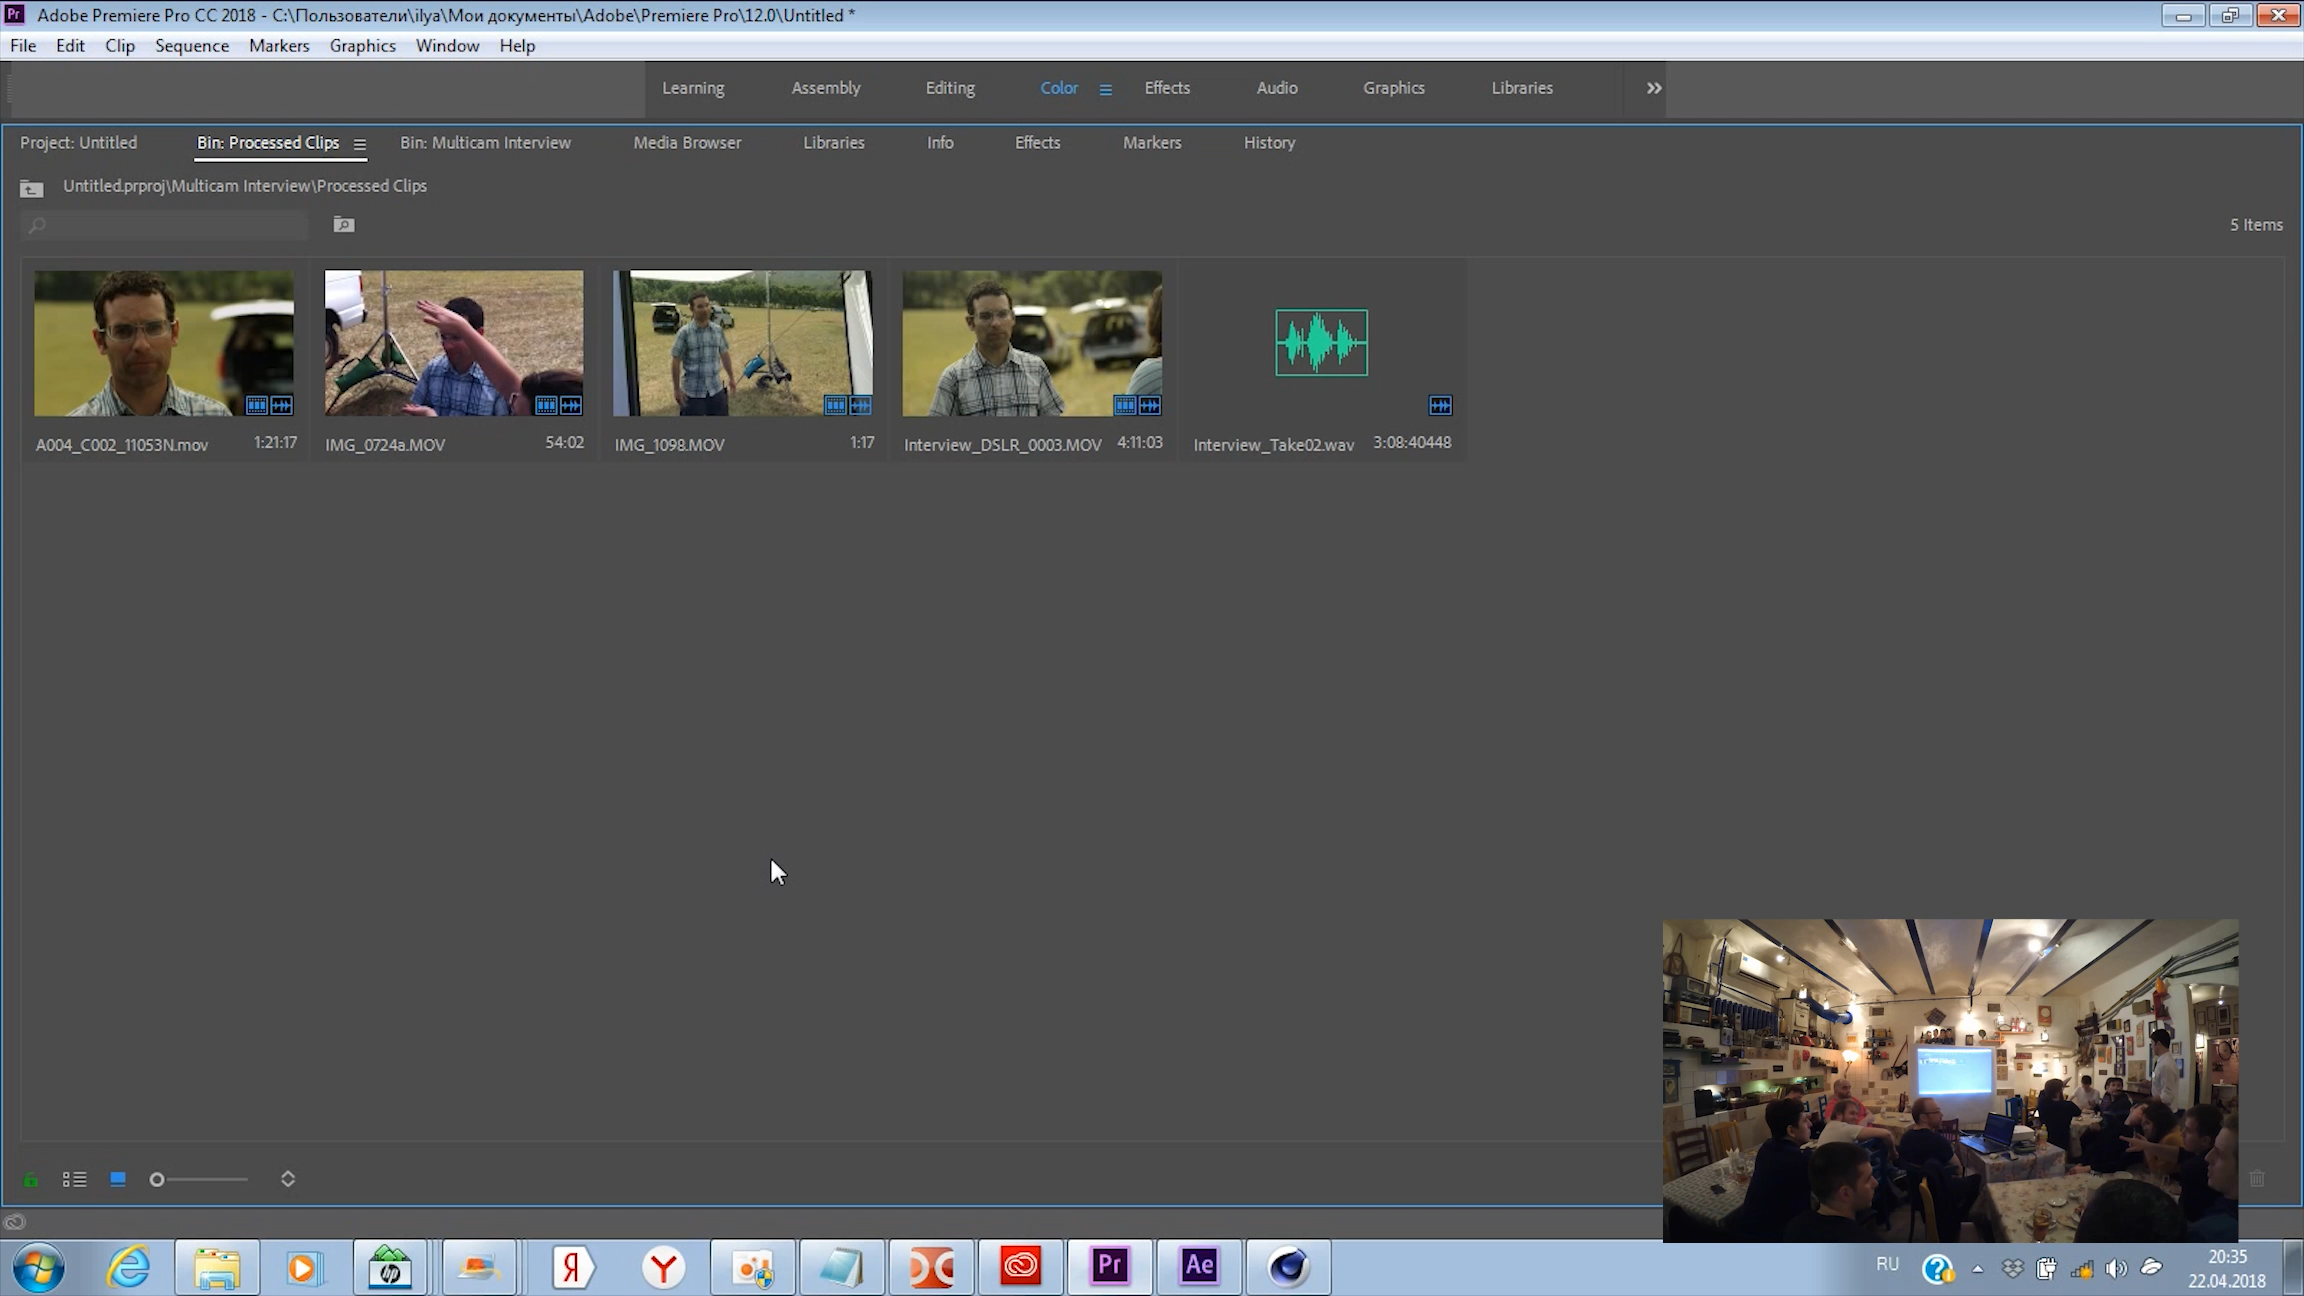 Adobe Premiere Pro CC 2018 - C:\Пользователи\ilya\Мои документы\Adobe\Premiere Pro\12.0\Untitled *
File Edit Clip Sequence Markers Graphics Window Help
Learning Assembly Editing Color Effects Audio Graphics Libraries
Project: Untitled Bin: Processed Clips Bin: Multicam Interview Media Browser Libraries Info Effects Markers History
Untitled.prproj\Multicam Interview\Processed Clips
5 Items
A004_C002_11053N.mov 1:21:17 IMG_0724a.MOV 54:02 IMG_1098.MOV 1:17 Interview_DSLR_0003.MOV 4:11:03 Interview_Take02.wav 3:08:40448
hp Я Y Pr Ae RU 20:35
22.04.2018